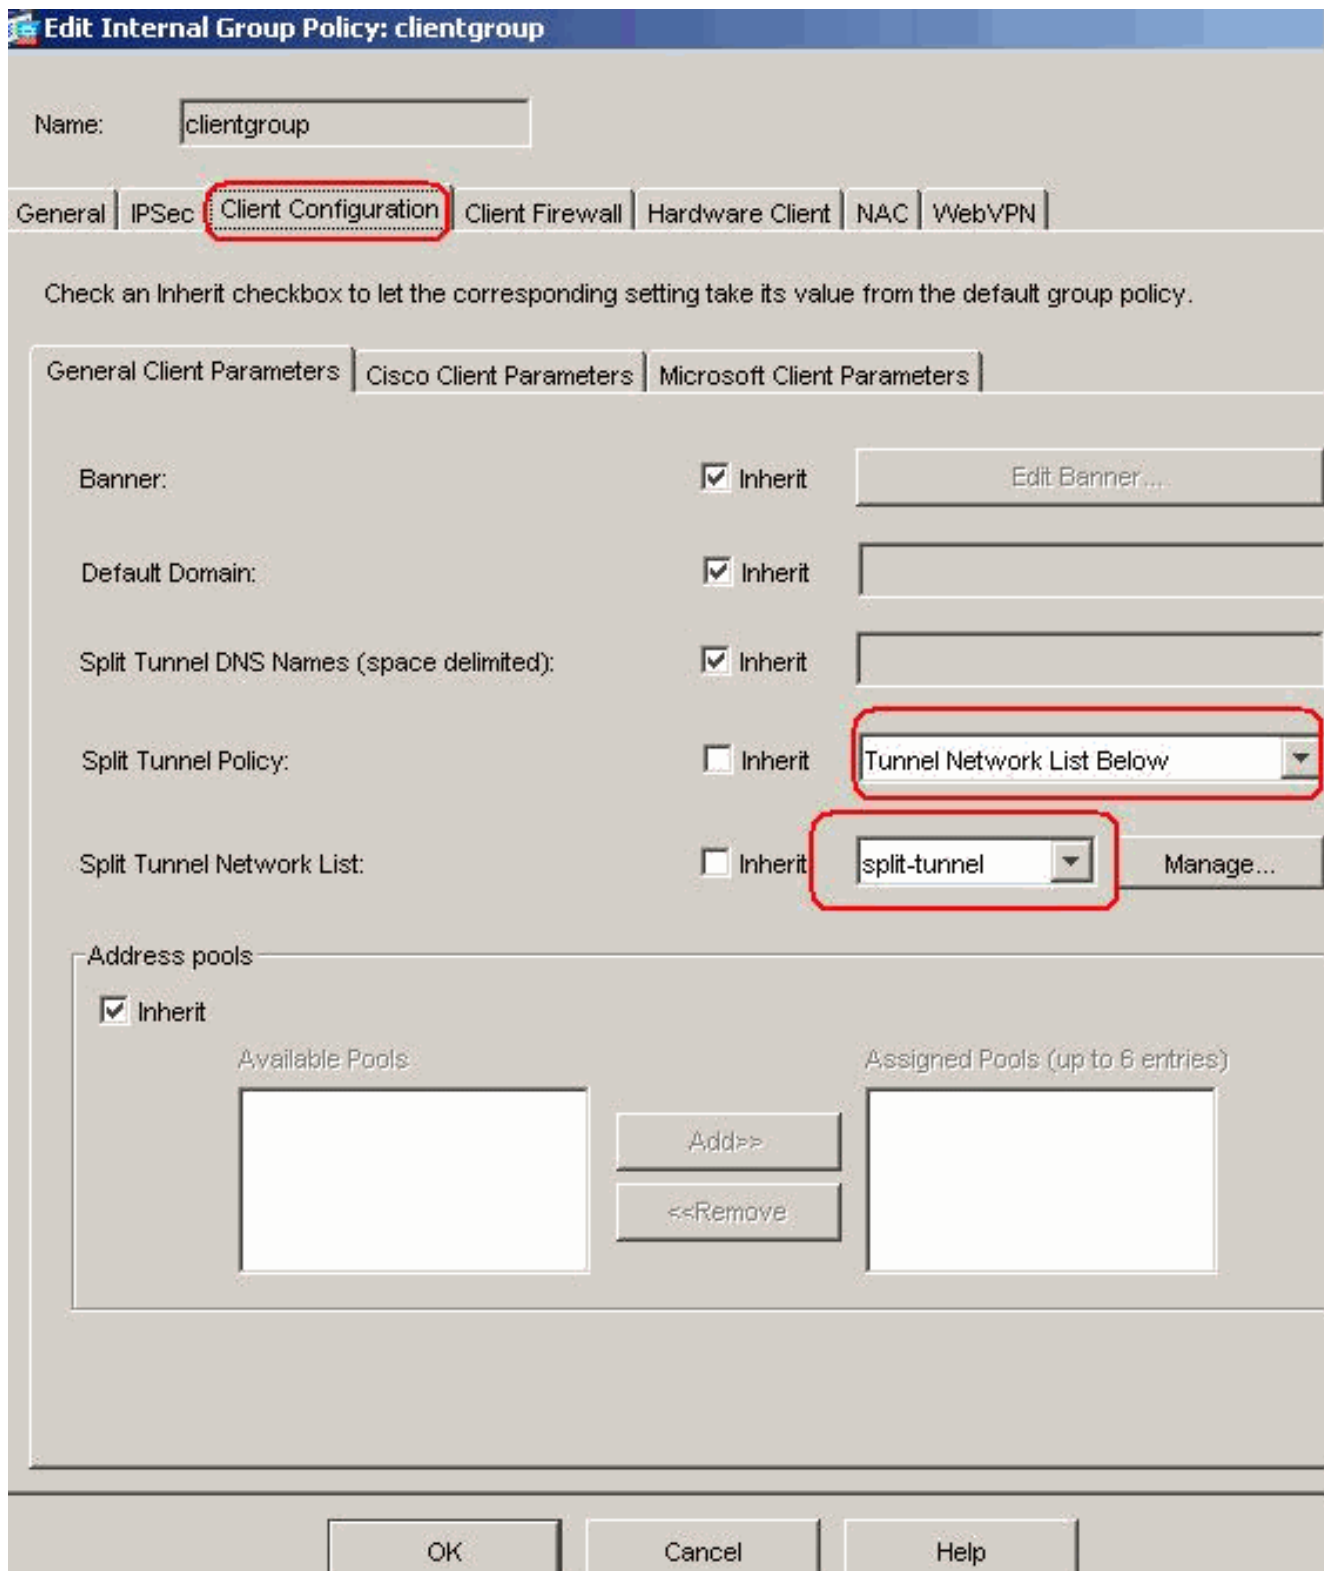 Edit Internal Group Policy: clientgroup
Name: clientgroup
General IPSec Client Configuration Client Firewall Hardware Client NAC WebVPN
Check an Inherit checkbox to let the corresponding setting take its value from the default group policy.
General Client Parameters Cisco Client Parameters Microsoft Client Parameters
Banner: Inherit Edit Banner...
Default Domain: Inherit
Split Tunnel DNS Names (space delimited): Inherit
Split Tunnel Policy: Inherit Tunnel Network List Below
Split Tunnel Network List: Inherit split-tunnel Manage...
Address pools
Inherit
Available Pools Assigned Pools (up to 6 entries)
Add>>
<<Remove
OK Cancel Help